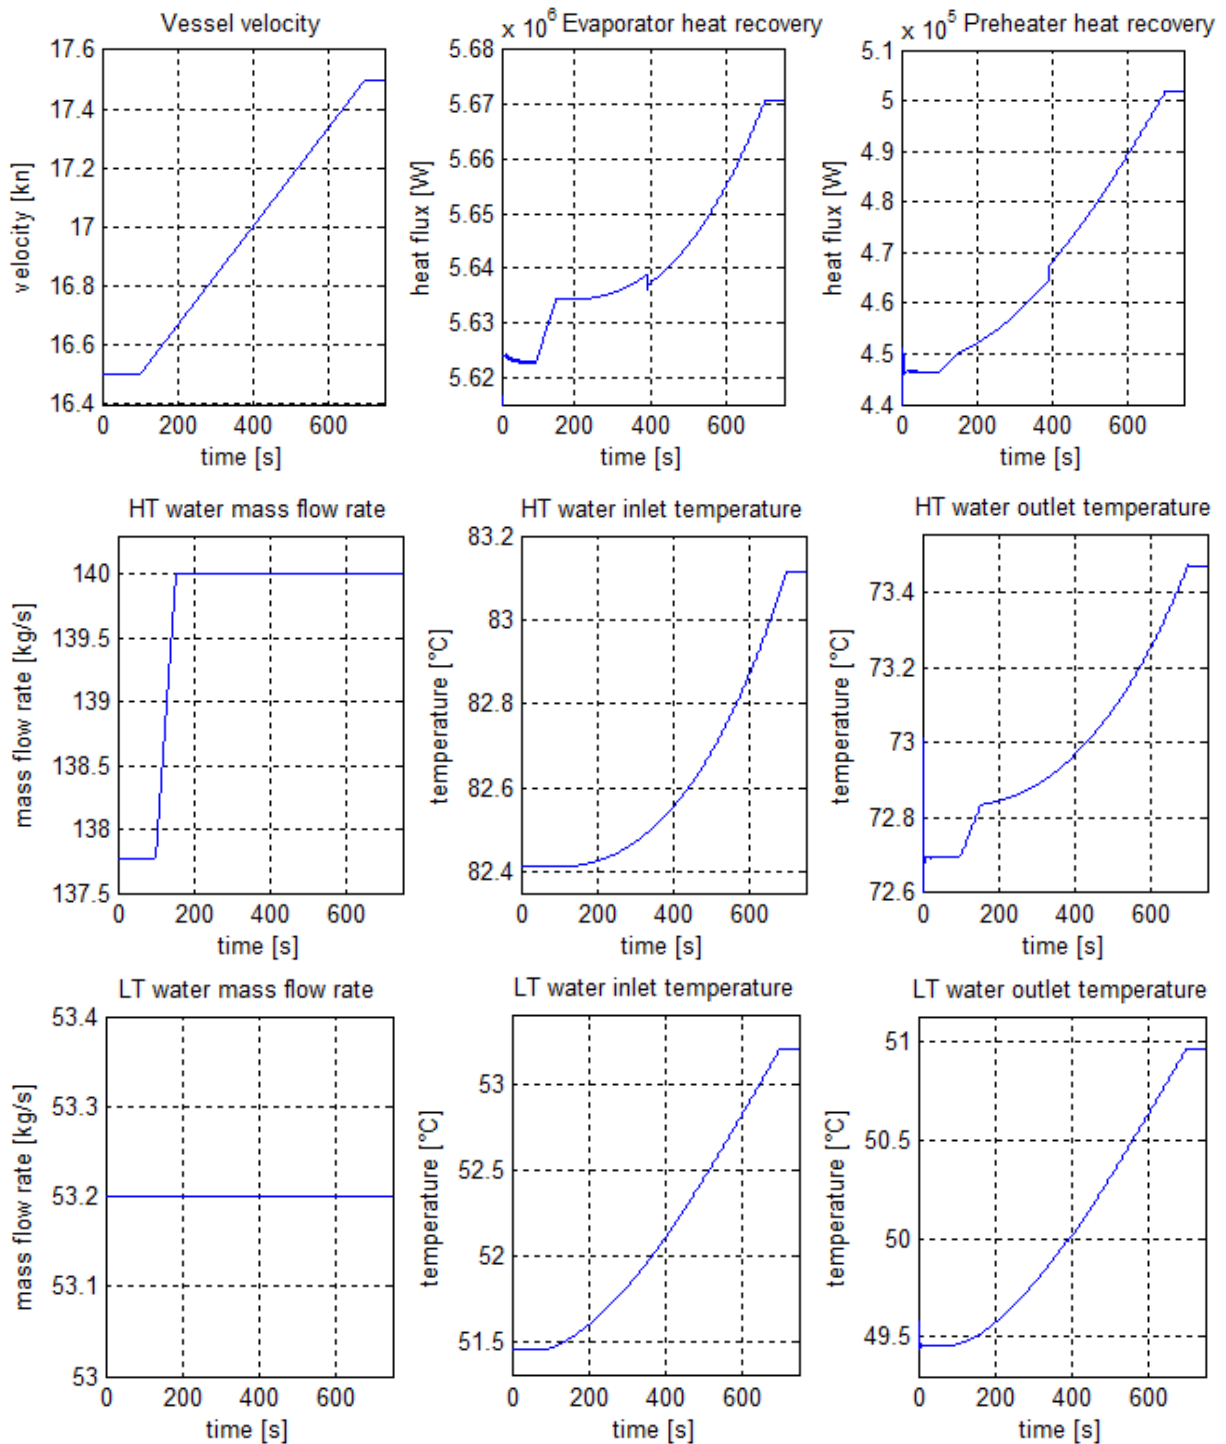 Vessel velocity
17.6
17.4
17.2
17
16.8
16.6
16.4
0 200 400 600
velocity [kn]
time [s]
x 10^6 Evaporator heat recovery
5.68
5.67
5.66
5.65
5.64
5.63
5.62
0 200 400 600
heat flux [W]
time [s]
x 10^5 Preheater heat recovery
5.1
5
4.9
4.8
4.7
4.6
4.5
4.4
0 200 400 600
heat flux [W]
time [s]
HT water mass flow rate
140
139.5
139
138.5
138
137.5
0 200 400 600
mass flow rate [kg/s]
time [s]
HT water inlet temperature
83.2
83
82.8
82.6
82.4
0 200 400 600
temperature [°C]
time [s]
HT water outlet temperature
73.4
73.2
73
72.8
72.6
0 200 400 600
temperature [°C]
time [s]
LT water mass flow rate
53.4
53.3
53.2
53.1
53
0 200 400 600
mass flow rate [kg/s]
time [s]
LT water inlet temperature
53
52.5
52
51.5
0 200 400 600
temperature [°C]
time [s]
LT water outlet temperature
51
50.5
50
49.5
0 200 400 600
temperature [°C]
time [s]